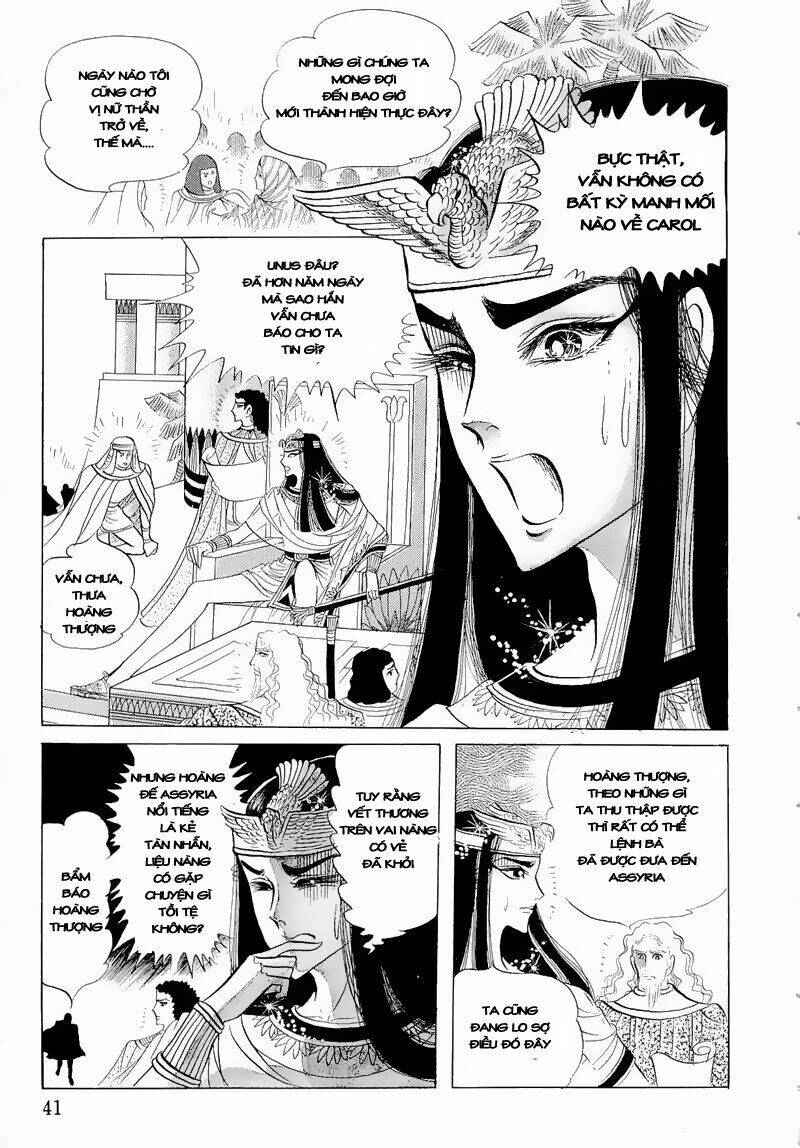 NHỮNG GÌ CHÚNG TA
MONG ĐỢI
ĐẾN BAO GIỜ
MỚI THÀNH HIỆN THỰC ĐÂY?
NGÀY NÀO TÔI
CŨNG CHỜ
VỊ NỮ THẦN
TRỞ VỀ,
THẾ MÀ....
BỰC THẬT,
VẪN KHÔNG CÓ
BẤT KỲ MANH MỐI
NÀO VỀ CAROL
UNUS ĐÂU?
ĐÃ HƠN NĂM NGÀY
MÀ SAO HẮN
VẪN CHƯA
BÁO CHO TA
TIN GÌ?
VẪN CHƯA,
THƯA
HOÀNG
THƯỢNG
HOÀNG THƯỢNG,
THEO NHỮNG GÌ
TA THU THẬP ĐƯỢC
THÌ RẤT CÓ THỂ
LỆNH BÀ
ĐÃ ĐƯỢC ĐƯA ĐẾN
ASSYRIA
TA CŨNG
ĐANG LO SỢ
ĐIỀU ĐÓ ĐÂY
TUY RẰNG
VẾT THƯƠNG
TRÊN VAI NÀNG
CÓ VẺ
ĐÃ KHỎI
NHƯNG HOÀNG
ĐẾ ASSYRIA
NỔI TIẾNG
LÀ KẺ
TÀN NHẪN,
LIỆU NÀNG
CÓ GẶP
CHUYỆN GÌ
TỒI TỆ
KHÔNG?
BẨM
BÁO
HOÀNG
THƯỢNG
41